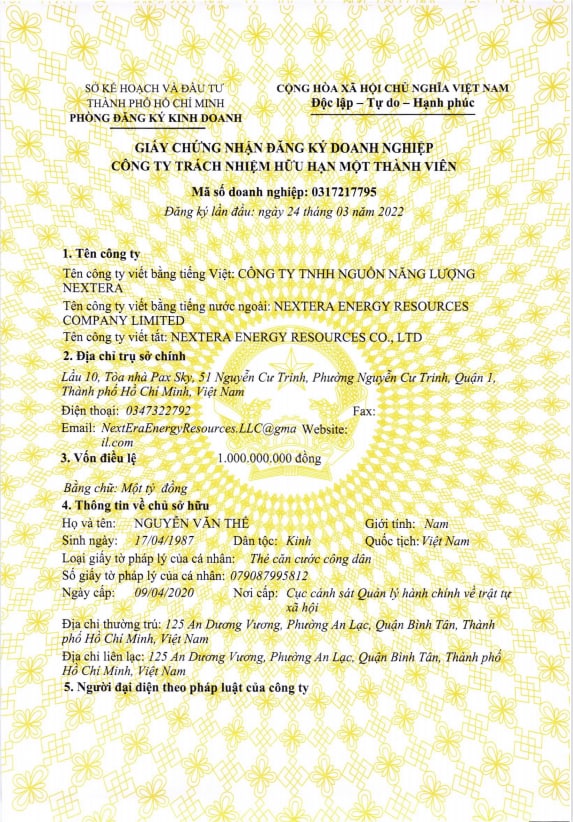 SỞ KẾ HOẠCH VÀ ĐẦU TƯ
THÀNH PHỐ HỒ CHÍ MINH
PHÒNG ĐĂNG KÝ KINH DOANH
CỘNG HÒA XÃ HỘI CHỦ NGHĨA VIỆT NAM
Độc lập – Tự do – Hạnh phúc
GIẤY CHỨNG NHẬN ĐĂNG KÝ DOANH NGHIỆP
CÔNG TY TRÁCH NHIỆM HỮU HẠN MỘT THÀNH VIÊN
Mã số doanh nghiệp: 0317217795
Đăng ký lần đầu: ngày 24 tháng 03 năm 2022
1. Tên công ty
Tên công ty viết bằng tiếng Việt: CÔNG TY TNHH NGUỒN NĂNG LƯỢNG
NEXTERA
Tên công ty viết bằng tiếng nước ngoài: NEXTERA ENERGY RESOURCES
COMPANY LIMITED
Tên công ty viết tắt: NEXTERA ENERGY RESOURCES CO., LTD
2. Địa chỉ trụ sở chính
Lầu 10, Tòa nhà Pax Sky, 51 Nguyễn Cư Trinh, Phường Nguyễn Cư Trinh, Quận 1,
Thành phố Hồ Chí Minh, Việt Nam
Điện thoại: 0347322792 Fax:
Email: NextEraEnergyResources.LLC@gma Website:
il.com
3. Vốn điều lệ 1.000.000.000 đồng
Bằng chữ: Một tỷ đồng
4. Thông tin về chủ sở hữu
Họ và tên: NGUYỄN VĂN THẾ Giới tính: Nam
Sinh ngày: 17/04/1987 Dân tộc: Kinh Quốc tịch: Việt Nam
Loại giấy tờ pháp lý của cá nhân: Thẻ căn cước công dân
Số giấy tờ pháp lý của cá nhân: 079087995812
Ngày cấp: 09/04/2020 Nơi cấp: Cục cảnh sát Quản lý hành chính về trật tự
xã hội
Địa chỉ thường trú: 125 An Dương Vương, Phường An Lạc, Quận Bình Tân, Thành
phố Hồ Chí Minh, Việt Nam
Địa chỉ liên lạc: 125 An Dương Vương, Phường An Lạc, Quận Bình Tân, Thành phố
Hồ Chí Minh, Việt Nam
5. Người đại diện theo pháp luật của công ty